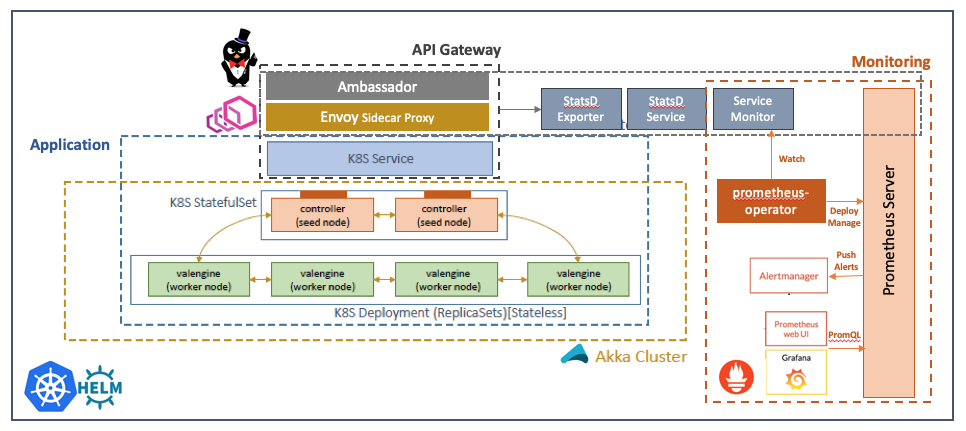 API Gateway
Monitoring
Ambassador
Envoy Sidecar Proxy
StatsD
Exporter
StatsD
Service
Service
Monitor
Application
K8S Service
Watch
K8S StatefulSet
controller
(seed node)
controller
(seed node)
prometheus-
operator
Deploy
Manage
Prometheus Server
valengine
(worker node)
valengine
(worker node)
valengine
(worker node)
valengine
(worker node)
Push
Alerts
Alertmanager
K8S Deployment (ReplicaSets)[Stateless]
Prometheus
web UI
PromQL
Akka Cluster
Grafana
HELM